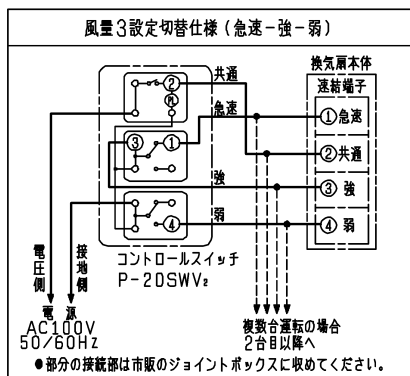 風量3設定切替仕様(急速-強-弱)
換気扇本体
速結端子
共通
②
急速
①急速
③
①
②共通
強
③強
弱
④
④弱
コントロールスイッチ
P-20SWV₂
電圧側
接地側
電源
AC100V
50/60Hz
複数台運転の場合
2台目以降へ
●部分の接続部は市販のジョイントボックスに収めてください。